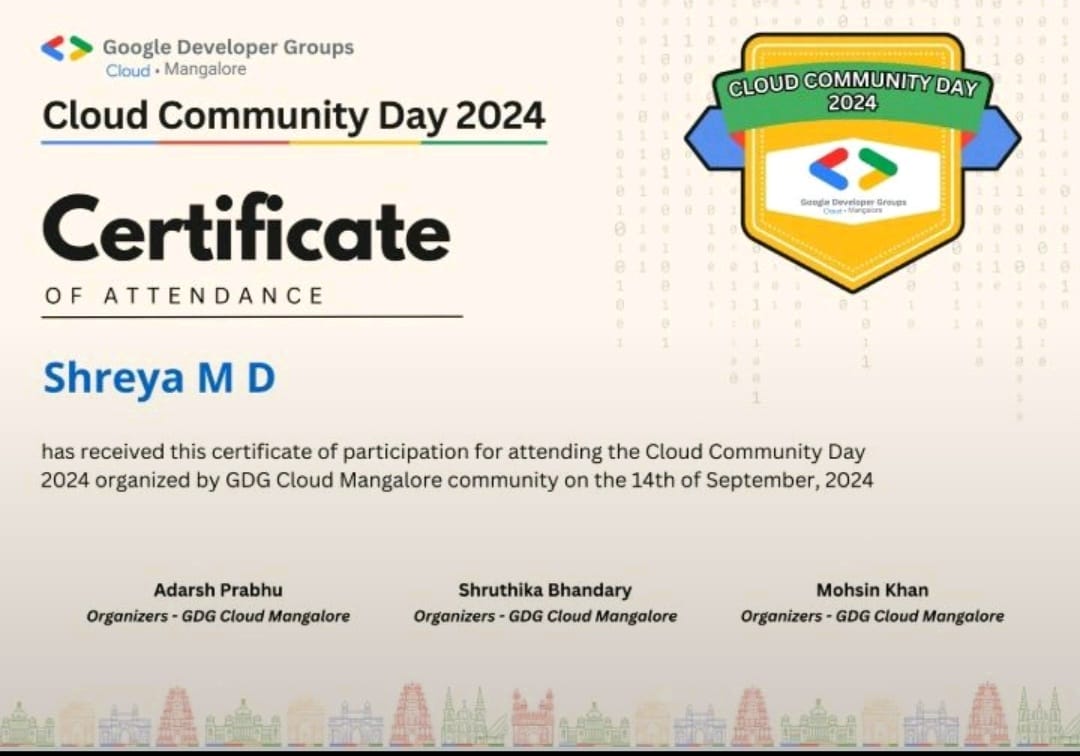 Google Developer Groups
Cloud • Mangalore
Cloud Community Day 2024
CLOUD COMMUNITY DAY
2024
Google Developer Groups
Cloud • Mangalore
Certificate
OF ATTENDANCE
Shreya M D
has received this certificate of participation for attending the Cloud Community Day
2024 organized by GDG Cloud Mangalore community on the 14th of September, 2024
Adarsh Prabhu
Organizers - GDG Cloud Mangalore
Shruthika Bhandary
Organizers - GDG Cloud Mangalore
Mohsin Khan
Organizers - GDG Cloud Mangalore